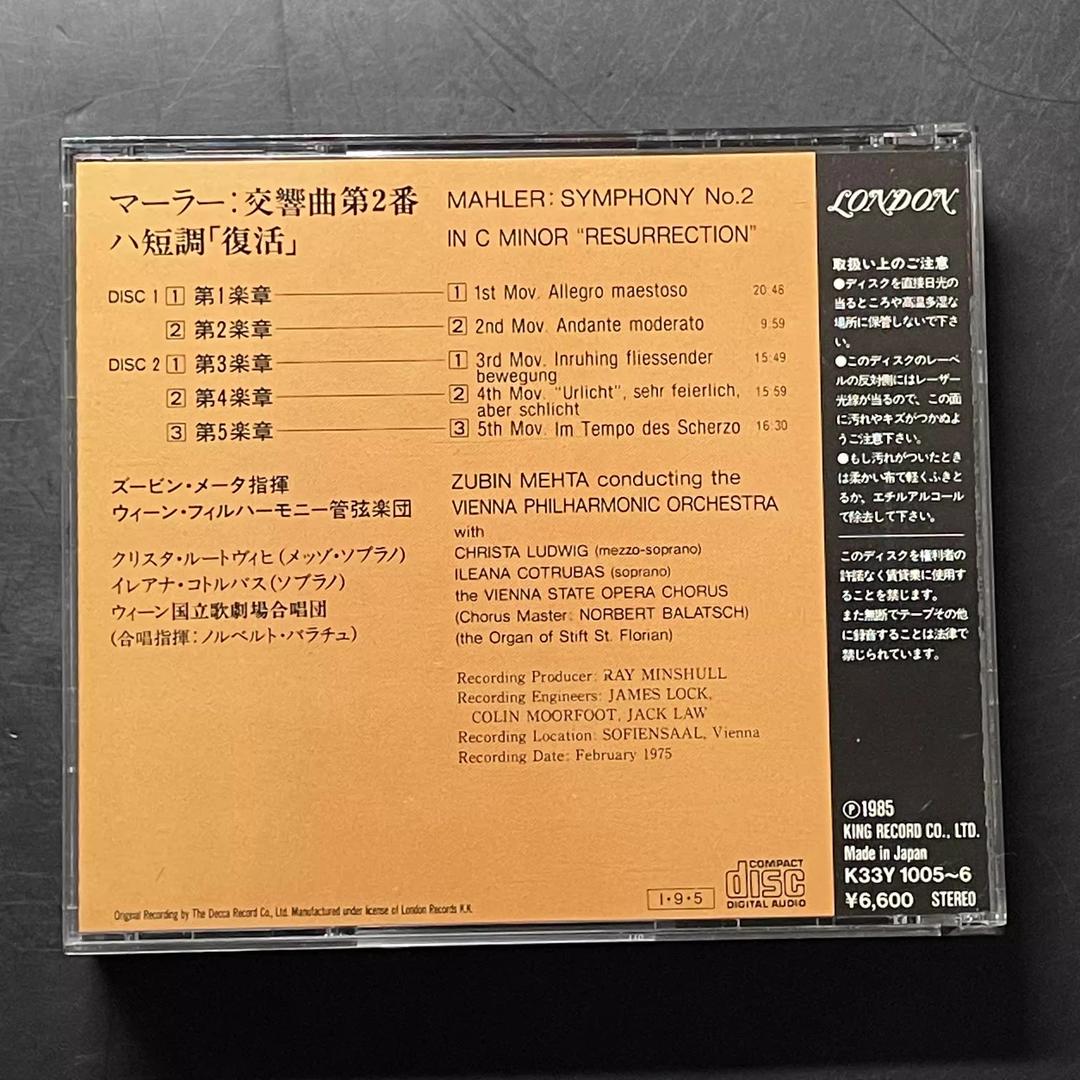 マーラー：交響曲第2番
ハ短調「復活」
MAHLER: SYMPHONY No.2
IN C MINOR “RESURRECTION”
DISC 1 1 第1楽章 1 1st Mov. Allegro maestoso 20:46
2 第2楽章 2 2nd Mov. Andante moderato 9:59
DISC 2 1 第3楽章 1 3rd Mov. Inruhing fliessender 15:49
bewegung
2 第4楽章 2 4th Mov. “Urlicht”, sehr feierlich, 15:59
aber schlicht
3 第5楽章 3 5th Mov. Im Tempo des Scherzo 16:30
ズービン・メータ指揮
ウィーン・フィルハーモニー管弦楽団
クリスタ・ルートヴィヒ（メッゾ・ソプラノ）
イレアナ・コトルバス（ソプラノ）
ウィーン国立歌劇場合唱団
（合唱指揮：ノルベルト・バラチュ）
ZUBIN MEHTA conducting the
VIENNA PHILHARMONIC ORCHESTRA
with
CHRISTA LUDWIG (mezzo-soprano)
ILEANA COTRUBAS (soprano)
the VIENNA STATE OPERA CHORUS
(Chorus Master: NORBERT BALATSCH)
(the Organ of Stift St. Florian)
Recording Producer: RAY MINSHULL
Recording Engineers: JAMES LOCK,
COLIN MOORFOOT, JACK LAW
Recording Location: SOFIENSAAL, Vienna
Recording Date: February 1975
Original Recording by The Decca Record Co., Ltd. Manufactured under license of London Records K.K.
I・9・5
COMPACT
disc
DIGITAL AUDIO
LONDON
取扱い上のご注意
●ディスクを直接日光の
当るところや高温多湿な
場所に保管しないで下さ
い。
●このディスクのレーベ
ルの反対側にはレーザー
光線が当るので、この面
に汚れやキズがつかぬよ
うご注意下さい。
●もし汚れがついたとき
は柔かい布で軽くふきと
るか、エチルアルコール
で除去して下さい。
このディスクを権利者の
許諾なく賃貸業に使用す
ることを禁じます。
また無断でテープその他
に録音することは法律で
禁じられています。
Ⓟ1985
KING RECORD CO., LTD.
Made in Japan
K33Y 1005~6
¥6,600 STEREO